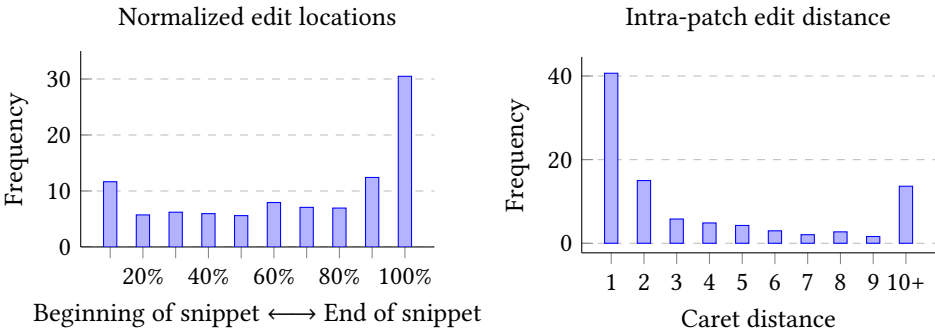 Normalized edit locations
Frequency
30
20
10
0
20% 40% 60% 80% 100%
Beginning of snippet ⟷ End of snippet
Intra-patch edit distance
Frequency
40
20
0
1 2 3 4 5 6 7 8 9 10+
Caret distance